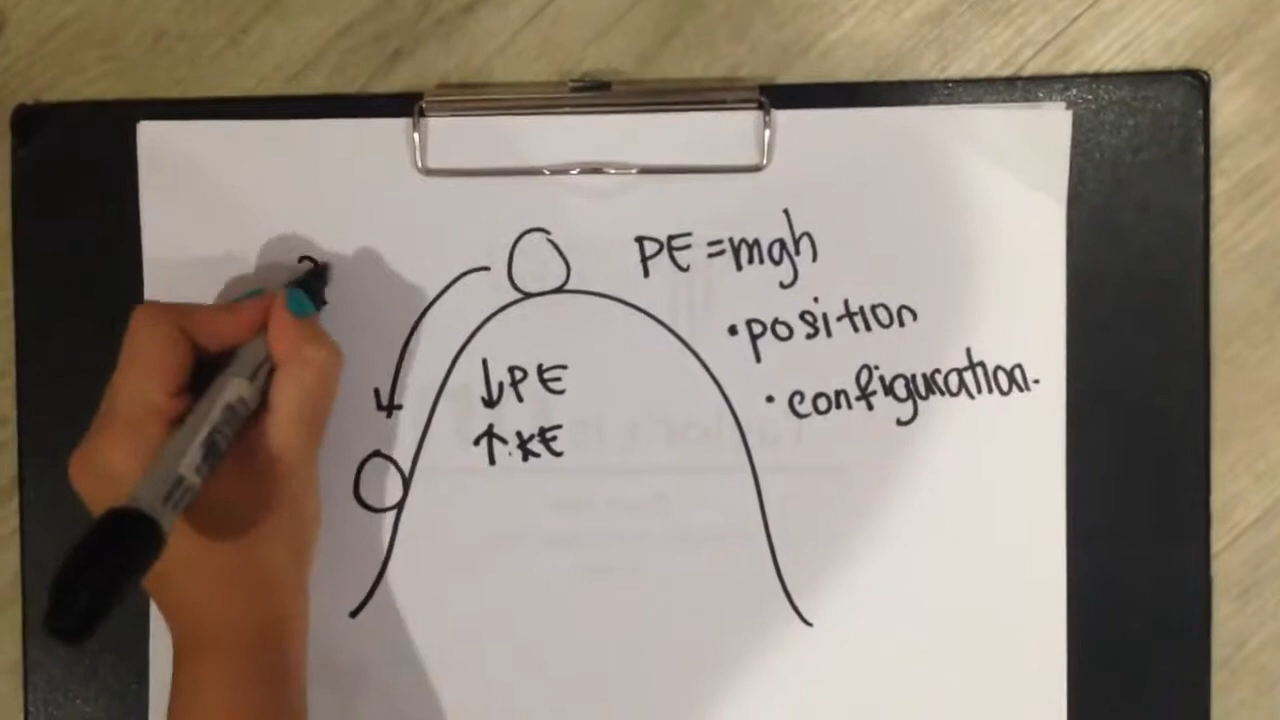 PE = mgh
• position
• configuration.
↓PE
↑KE